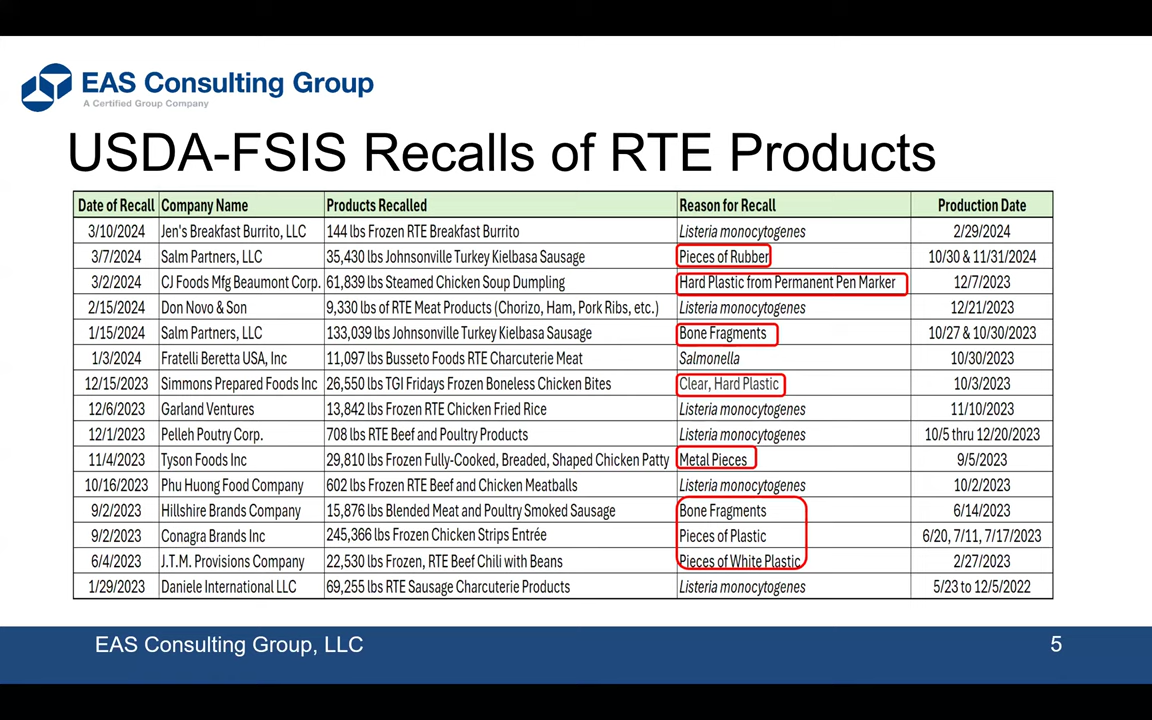 EAS Consulting Group
A Certified Group Company
USDA-FSIS Recalls of RTE Products
Date of Recall Company Name Products Recalled Reason for Recall Production Date
3/10/2024 Jen's Breakfast Burrito, LLC 144 lbs Frozen RTE Breakfast Burrito Listeria monocytogenes 2/29/2024
3/7/2024 Salm Partners, LLC 35,430 lbs Johnsonville Turkey Kielbasa Sausage Pieces of Rubber 10/30 & 11/31/2024
3/2/2024 CJ Foods Mfg Beaumont Corp. 61,839 lbs Steamed Chicken Soup Dumpling Hard Plastic from Permanent Pen Marker 12/7/2023
2/15/2024 Don Novo & Son 9,330 lbs of RTE Meat Products (Chorizo, Ham, Pork Ribs, etc.) Listeria monocytogenes 12/21/2023
1/15/2024 Salm Partners, LLC 133,039 lbs Johnsonville Turkey Kielbasa Sausage Bone Fragments 10/27 & 10/30/2023
1/3/2024 Fratelli Beretta USA, Inc 11,097 lbs Busseto Foods RTE Charcuterie Meat Salmonella 10/30/2023
12/15/2023 Simmons Prepared Foods Inc 26,550 lbs TGI Fridays Frozen Boneless Chicken Bites Clear, Hard Plastic 10/3/2023
12/6/2023 Garland Ventures 13,842 lbs Frozen RTE Chicken Fried Rice Listeria monocytogenes 11/10/2023
12/1/2023 Pelleh Poutry Corp. 708 lbs RTE Beef and Poultry Products Listeria monocytogenes 10/5 thru 12/20/2023
11/4/2023 Tyson Foods Inc 29,810 lbs Frozen Fully-Cooked, Breaded, Shaped Chicken Patty Metal Pieces 9/5/2023
10/16/2023 Phu Huong Food Company 602 lbs Frozen RTE Beef and Chicken Meatballs Listeria monocytogenes 10/2/2023
9/2/2023 Hillshire Brands Company 15,876 lbs Blended Meat and Poultry Smoked Sausage Bone Fragments 6/14/2023
9/2/2023 Conagra Brands Inc 245,366 lbs Frozen Chicken Strips Entrée Pieces of Plastic 6/20, 7/11, 7/17/2023
6/4/2023 J.T.M. Provisions Company 22,530 lbs Frozen, RTE Beef Chili with Beans Pieces of White Plastic 2/27/2023
1/29/2023 Daniele International LLC 69,255 lbs RTE Sausage Charcuterie Products Listeria monocytogenes 5/23 to 12/5/2022
EAS Consulting Group, LLC 5